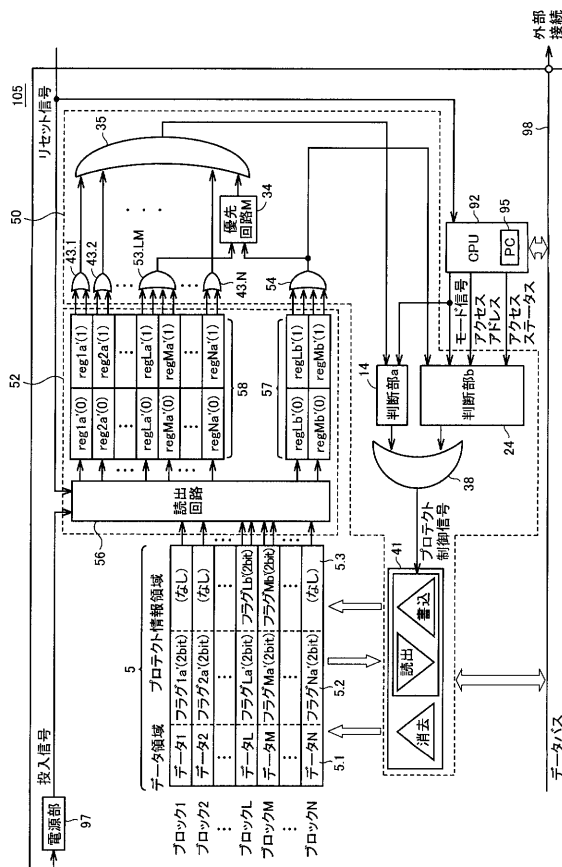 105
リセット信号
投入信号
電源部
97
50
52
35
43.1
43.2
53.LM
43.N
34
優先
回路M
54
reg1a'(0) reg1a'(1)
reg2a'(0) reg2a'(1)
regLa'(0) regLa'(1)
regMa'(0) regMa'(1)
regNa'(0) regNa'(1)
58
57
regLb'(0) regLb'(1)
regMb'(0) regMb'(1)
読出
回路
56
5
データ領域 プロテクト情報領域
ブロック1 データ1 フラグ1a'(2bit) (なし)
ブロック2 データ2 フラグ2a'(2bit) (なし)
ブロックL データL フラグLa'(2bit) フラグLb'(2bit)
ブロックM データM フラグMa'(2bit) フラグMb'(2bit)
ブロックN データN フラグNa'(2bit) (なし)
5.1 5.2 5.3
14
判断部a
判断部b
24
38
モード信号
アクセス
アドレス
アクセス
ステータス
CPU
92
PC
95
プロテクト
制御信号
41
消去
読出
書込
データバス
98
外部
接続